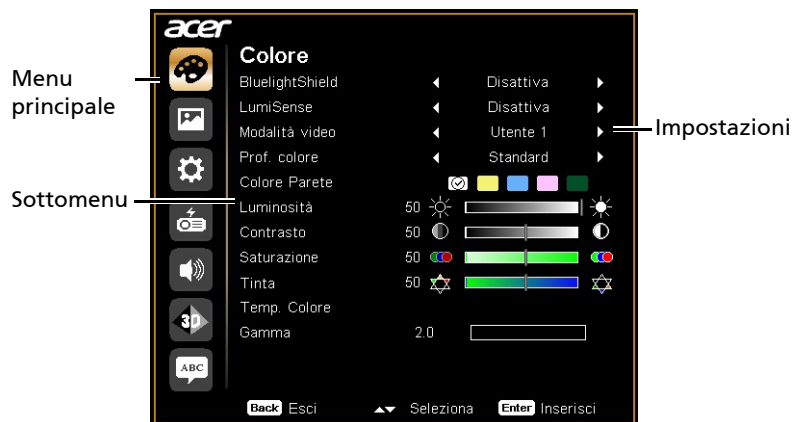 acer
Colore
BluelightShield Disattiva
LumiSense Disattiva
Modalità video Utente 1
Prof. colore Standard
Colore Parete
Luminosità 50
Contrasto 50
Saturazione 50
Tinta 50
Temp. Colore
Gamma 2.0
3D
ABC
Back Esci Seleziona Enter Inserisci
Menu
principale
Sottomenu
Impostazioni